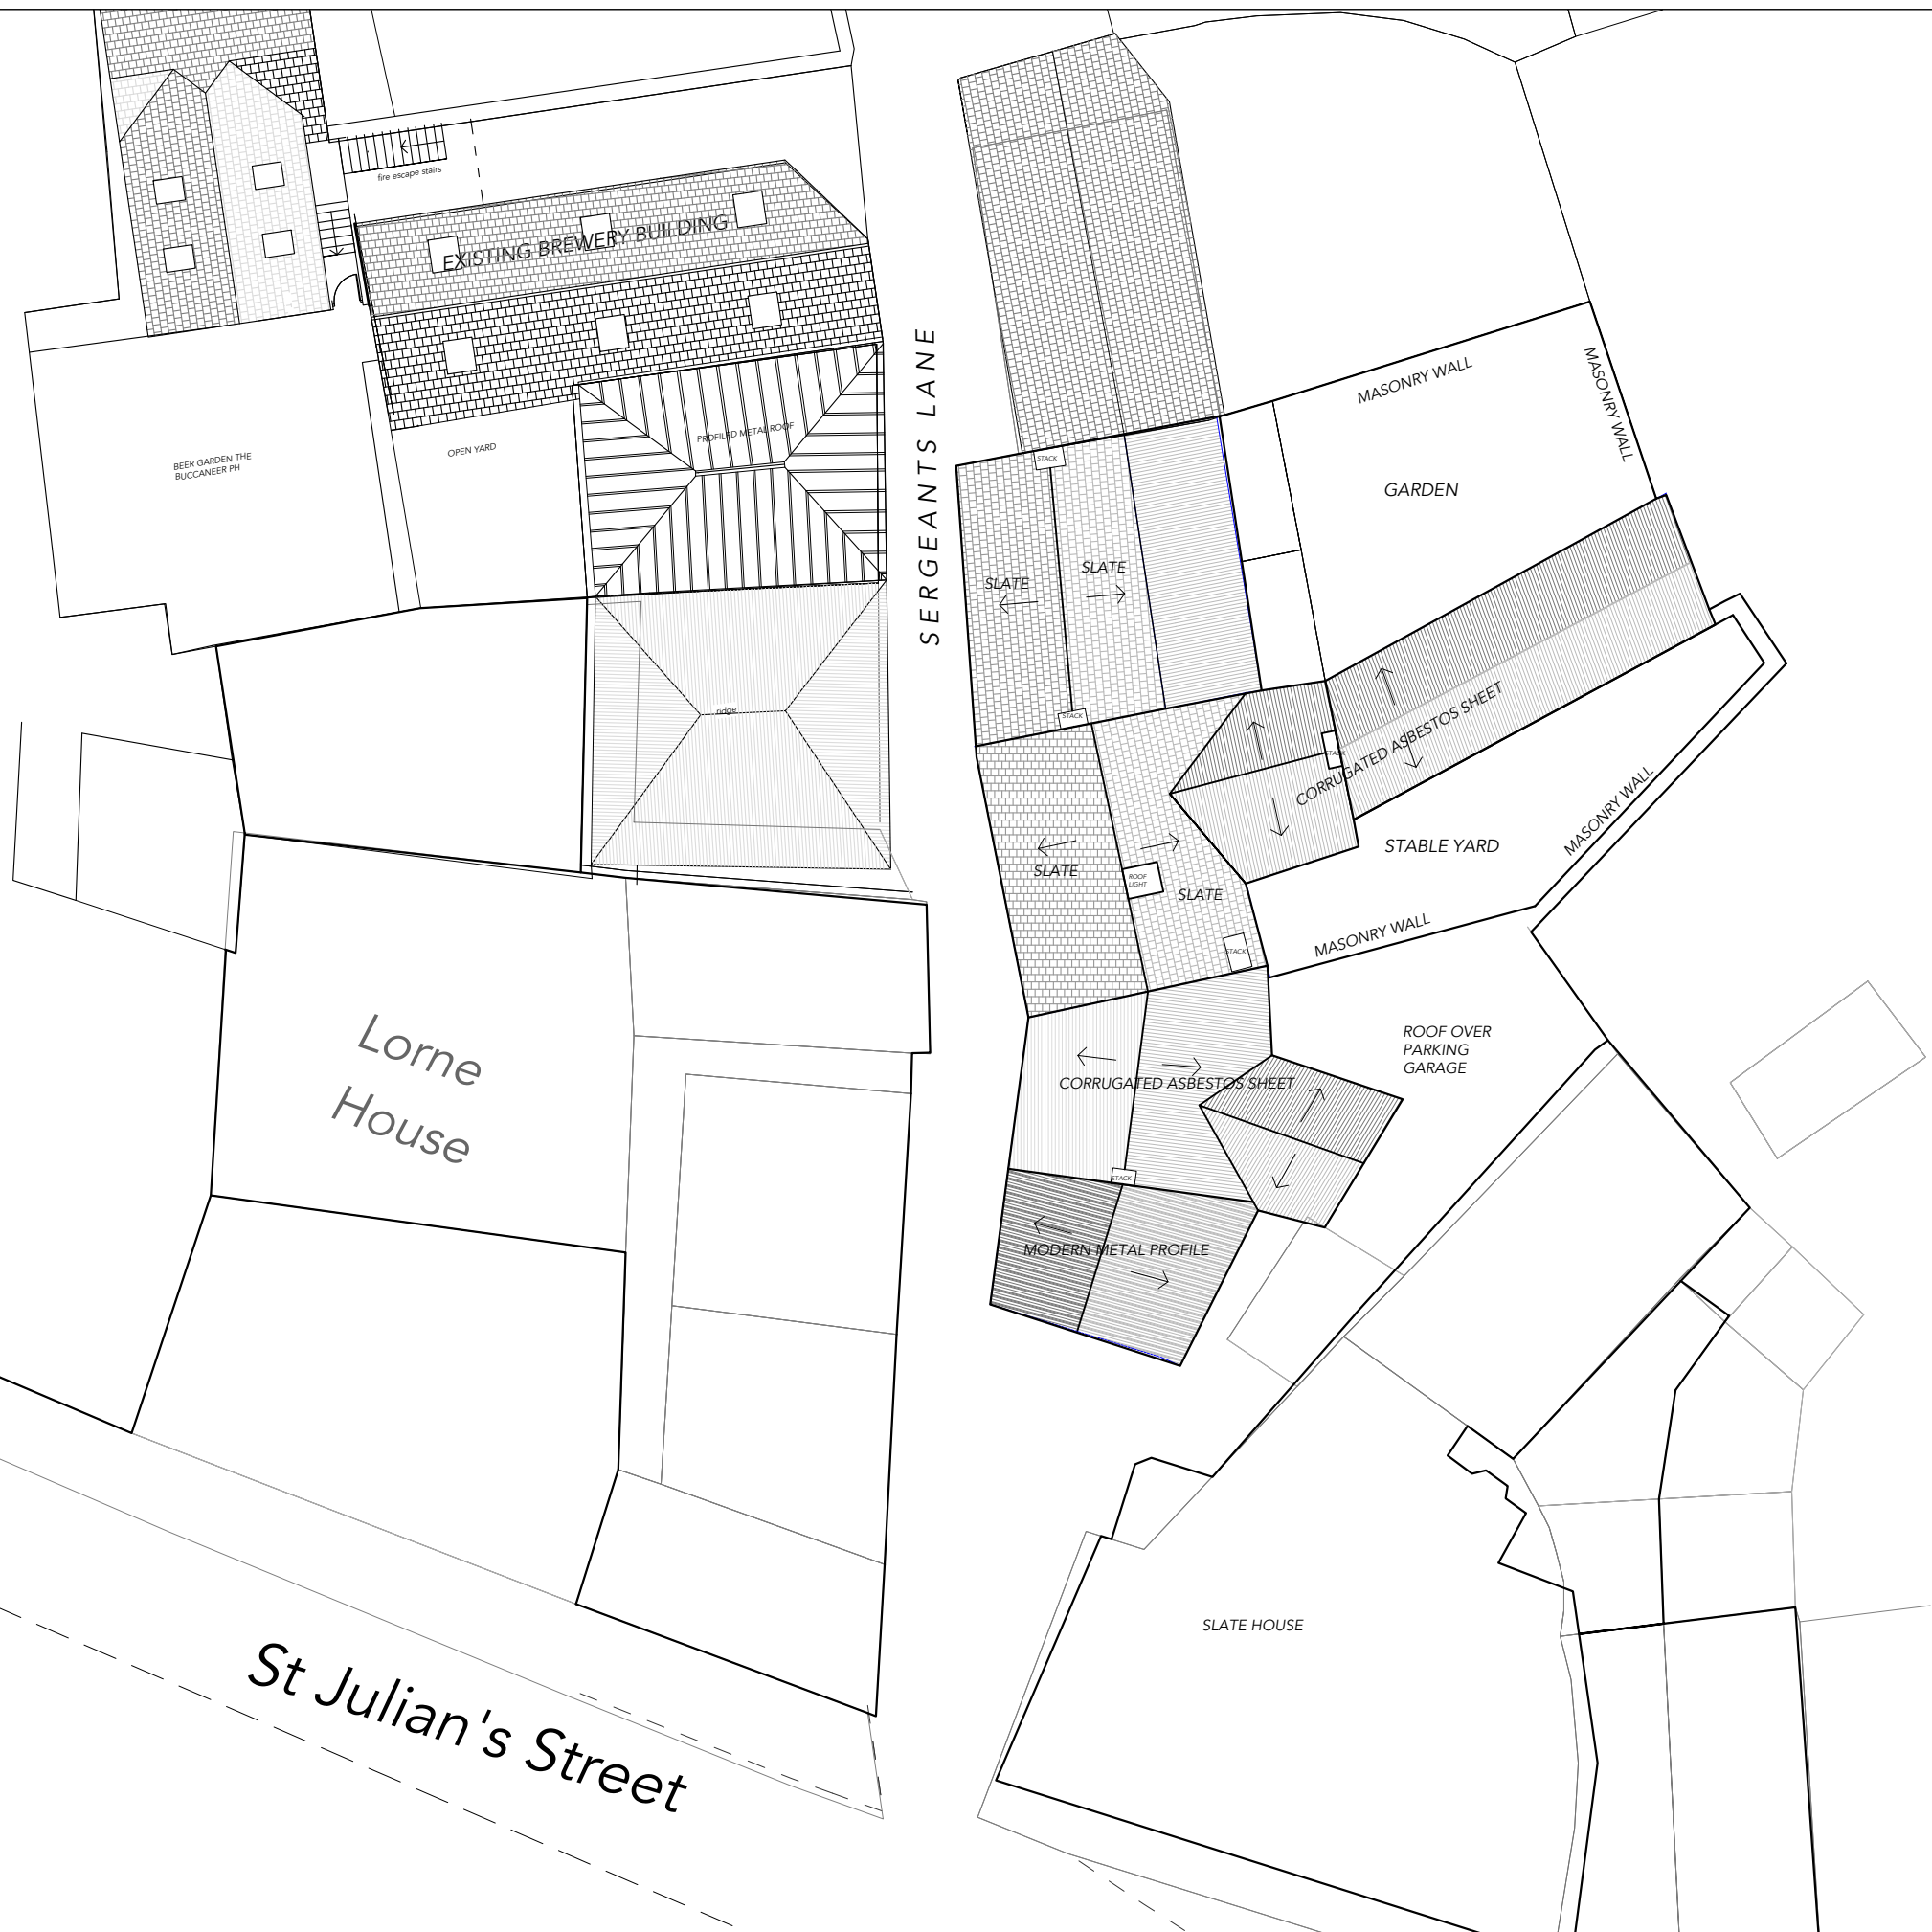 fire escape stairs
EXISTING BREWERY BUILDING
PROFILED METAL ROOF
BEER GARDEN THE
BUCCANEER PH
OPEN YARD
SERGEANTS LANE
MASONRY WALL
MASONRY WALL
STACK
GARDEN
SLATE
SLATE
ridge
STACK
STACK
CORRUGATED ASBESTOS SHEET
MASONRY WALL
STABLE YARD
SLATE
ROOF
LIGHT
SLATE
MASONRY WALL
STACK
Lorne
House
ROOF OVER
PARKING
GARAGE
CORRUGATED ASBESTOS SHEET
STACK
MODERN METAL PROFILE
SLATE HOUSE
St Julian's Street